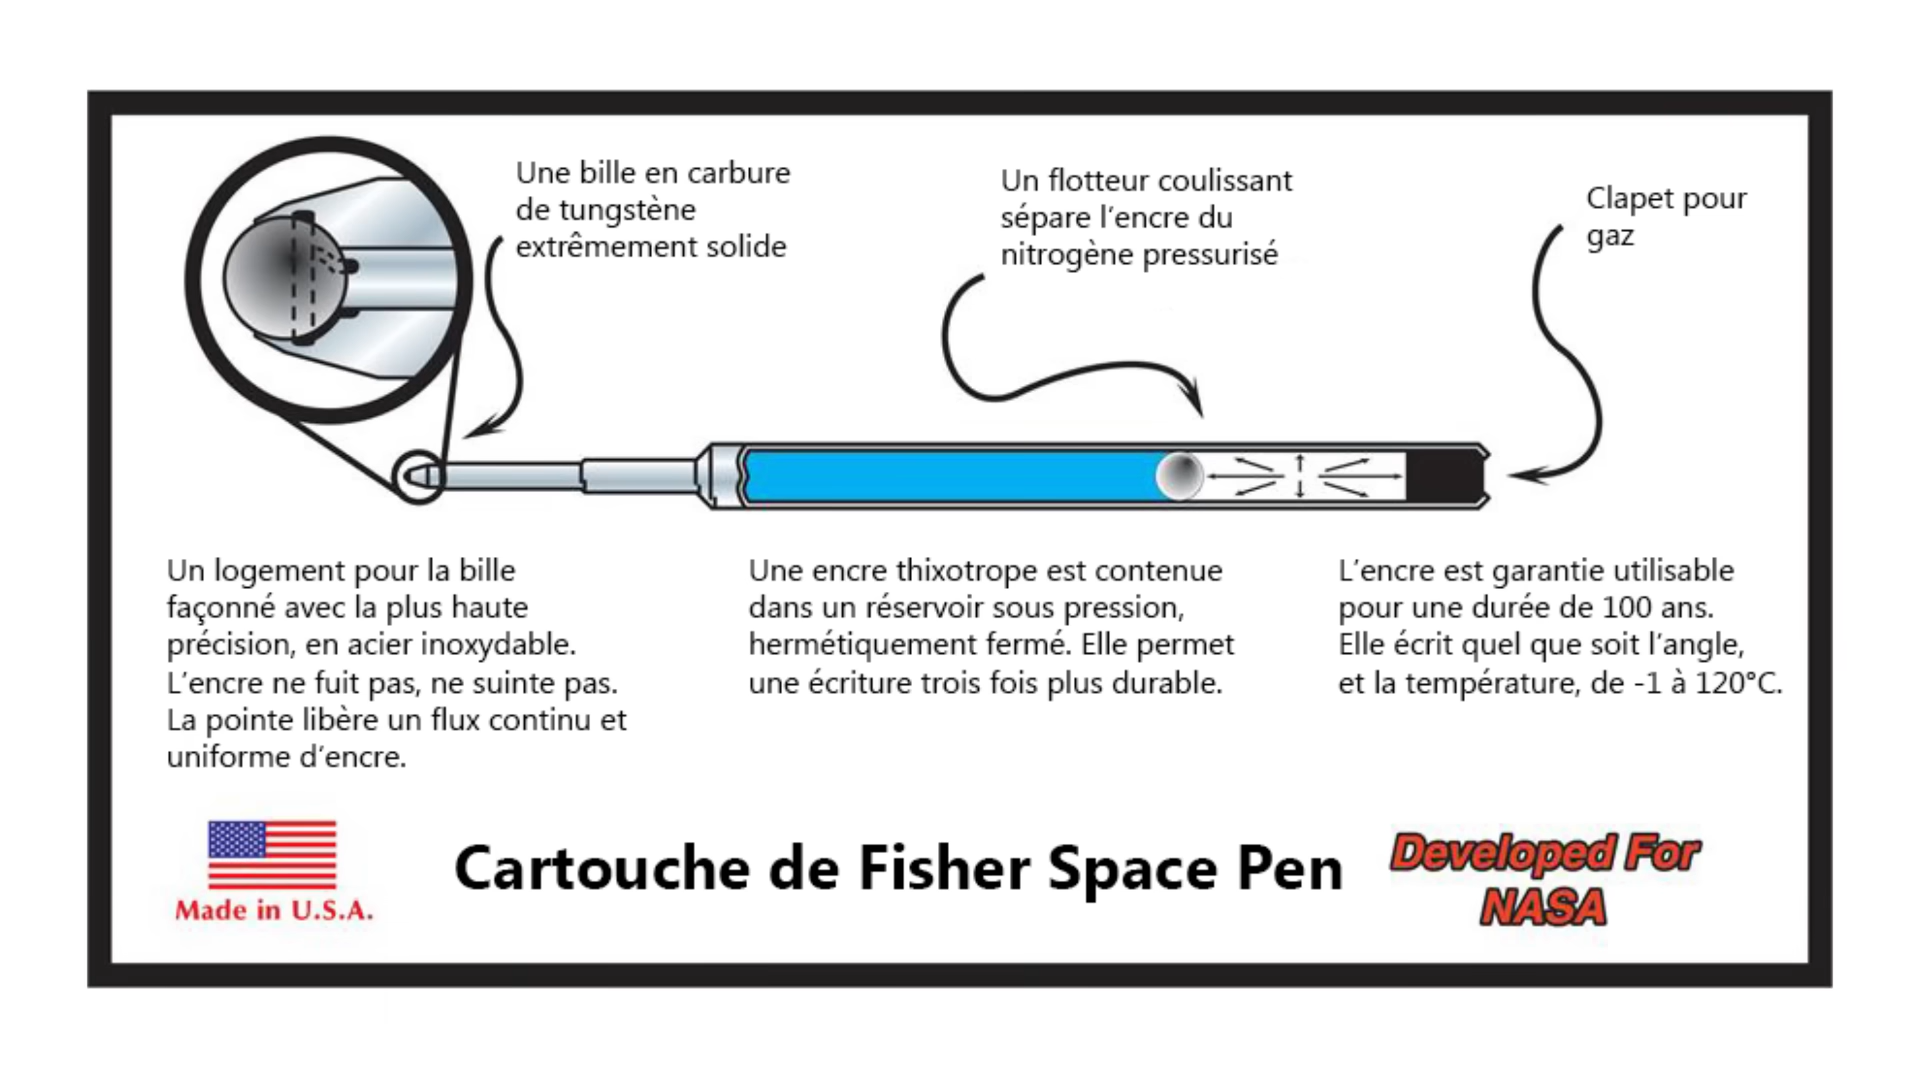 Une bille en carbure
de tungstène
extrêmement solide
Un flotteur coulissant
sépare l'encre du
nitrogène pressurisé
Clapet pour
gaz
Un logement pour la bille
façonné avec la plus haute
précision, en acier inoxydable.
L'encre ne fuit pas, ne suinte pas.
La pointe libère un flux continu et
uniforme d'encre.
Une encre thixotrope est contenue
dans un réservoir sous pression,
hermétiquement fermé. Elle permet
une écriture trois fois plus durable.
L'encre est garantie utilisable
pour une durée de 100 ans.
Elle écrit quel que soit l'angle,
et la température, de -1 à 120°C.
Made in U.S.A.
Cartouche de Fisher Space Pen
Developed For
NASA